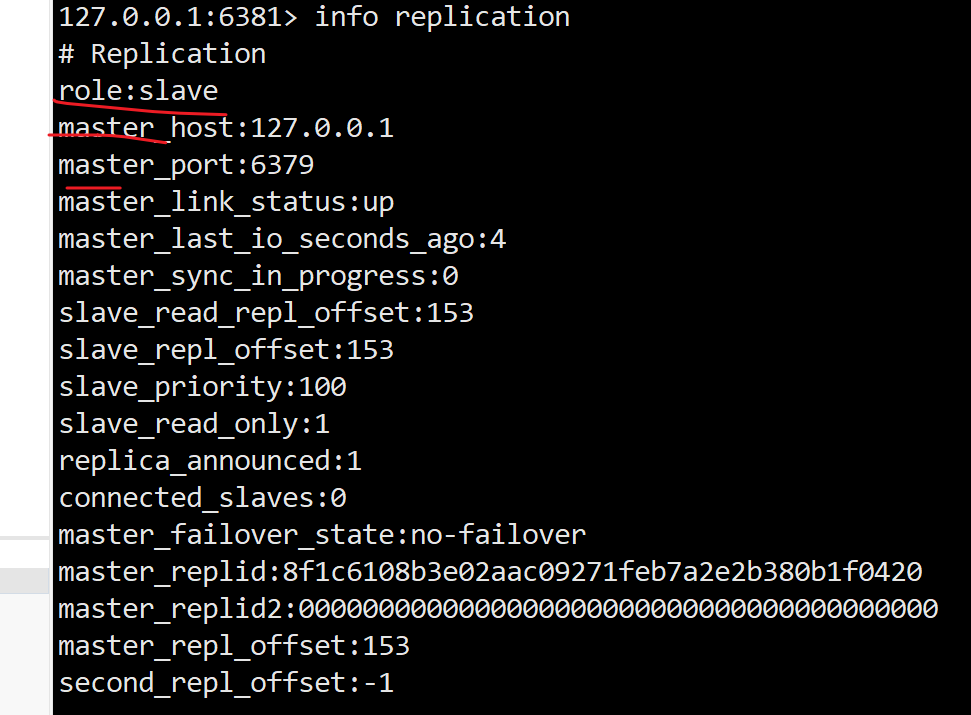 127.0.0.1:6381> info replication
# Replication
role:slave
master_host:127.0.0.1
master_port:6379
master_link_status:up
master_last_io_seconds_ago:4
master_sync_in_progress:0
slave_read_repl_offset:153
slave_repl_offset:153
slave_priority:100
slave_read_only:1
replica_announced:1
connected_slaves:0
master_failover_state:no-failover
master_replid:8f1c6108b3e02aac09271feb7a2e2b380b1f0420
master_replid2:0000000000000000000000000000000000000000
master_repl_offset:153
second_repl_offset:-1